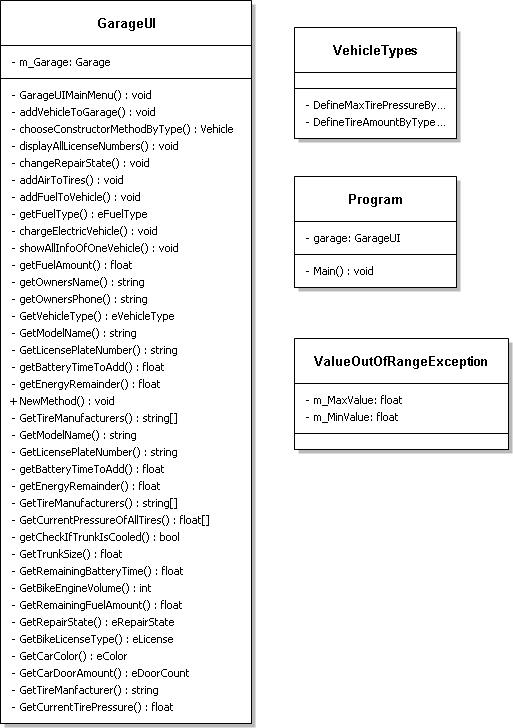 GarageUI
- m_Garage: Garage
- GarageUIMainMenu() : void
- addVehicleToGarage() : void
- chooseConstructorMethodByType() : Vehicle
- displayAllLicenseNumbers() : void
- changeRepairState() : void
- addAirToTires() : void
- addFuelToVehicle() : void
- getFuelType() : eFuelType
- chargeElectricVehicle() : void
- showAllInfoOfOneVehicle() : void
- getFuelAmount() : float
- getOwnersName() : string
- getOwnersPhone() : string
- GetVehicleType() : eVehicleType
- GetModelName() : string
- GetLicensePlateNumber() : string
- getBatteryTimeToAdd() : float
- getEnergyRemainder() : float
+ NewMethod() : void
- GetTireManufacturers() : string[]
- GetModelName() : string
- GetLicensePlateNumber() : string
- getBatteryTimeToAdd() : float
- getEnergyRemainder() : float
- GetTireManufacturers() : string[]
- GetCurrentPressureOfAllTires() : float[]
- getCheckIfTrunkIsCooled() : bool
- GetTrunkSize() : float
- GetRemainingBatteryTime() : float
- GetBikeEngineVolume() : int
- GetRemainingFuelAmount() : float
- GetRepairState() : eRepairState
- GetBikeLicenseType() : eLicense
- GetCarColor() : eColor
- GetCarDoorAmount() : eDoorCount
- GetTireManfacturer() : string
- GetCurrentTirePressure() : float
VehicleTypes
- DefineMaxTirePressureBy...
- DefineTireAmountByType...
Program
- garage: GarageUI
- Main() : void
ValueOutOfRangeException
- m_MaxValue: float
- m_MinValue: float